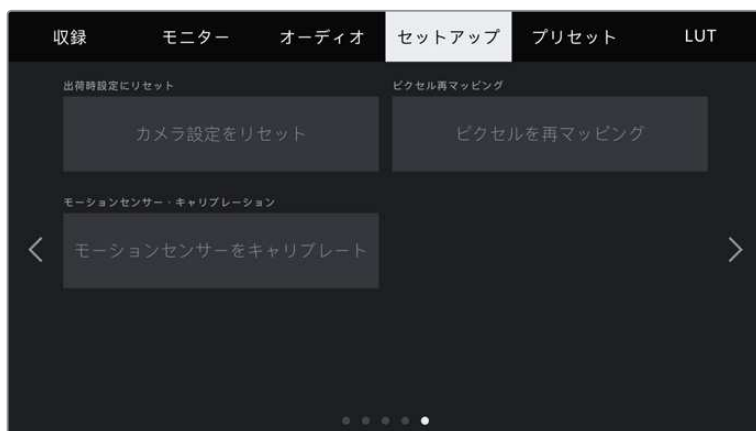 収録 モニター オーディオ セットアップ プリセット LUT
出荷時設定にリセット ピクセル再マッピング
カメラ設定をリセット ピクセルを再マッピング
モーションセンサー・キャリブレーション
モーションセンサーをキャリブレート